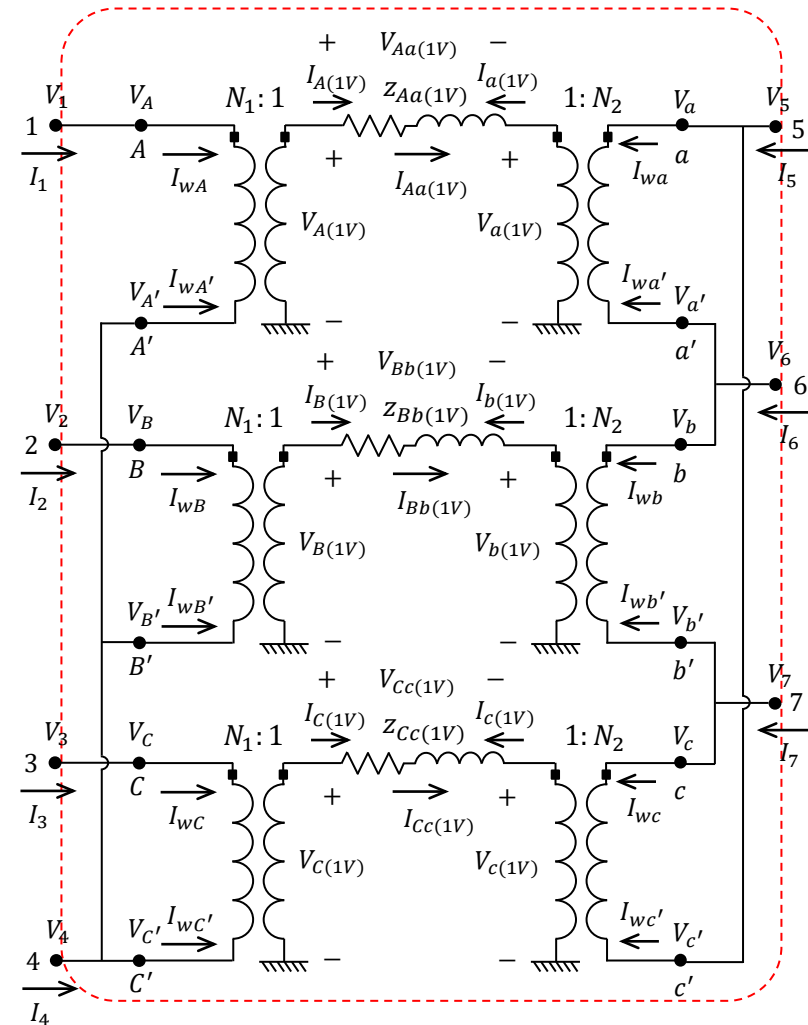 + V_{Aa(1V)} −
I_{A(1V)} I_{a(1V)}
V_1 V_A N_1: 1 z_{Aa(1V)} 1: N_2 V_a V_5
1 5
I_1 I_{wA} A + I_{Aa(1V)} + I_{wa} a I_5
V_{A(1V)} V_{a(1V)}
V_{A'} I_{wA'} I_{wa'} V_{a'}
A' − − a'
+ V_{Bb(1V)} −
I_{B(1V)} I_{b(1V)} V_6
6
V_2 V_B N_1: 1 z_{Bb(1V)} 1: N_2 V_b I_6
2
I_2 B I_{wB} + I_{Bb(1V)} + I_{wb} b
V_{B(1V)} V_{b(1V)}
V_{B'} I_{wB'} I_{wb'} V_{b'}
B' − − b'
+ V_{Cc(1V)} − V_7
I_{C(1V)} I_{c(1V)} 7
V_3 V_C N_1: 1 z_{Cc(1V)} 1: N_2 V_c I_7
3
I_3 C I_{wC} + I_{Cc(1V)} + I_{wc} c
V_{C(1V)} V_{c(1V)}
V_4 V_{C'} I_{wC'} I_{wc'} V_{c'}
4 − −
I_4 C' c'